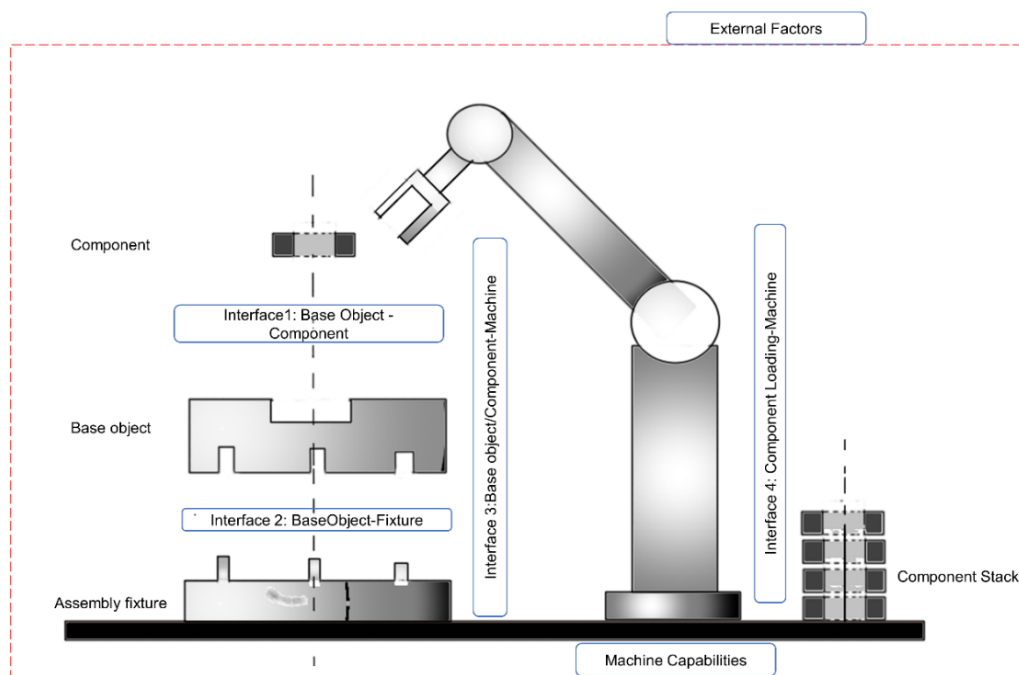 External Factors
Component
Interface1: Base Object -
Component
Base object
Interface 2: BaseObject-Fixture
Assembly fixture
Interface 3:Base object/Component-Machine
Interface 4: Component Loading-Machine
Component Stack
Machine Capabilities